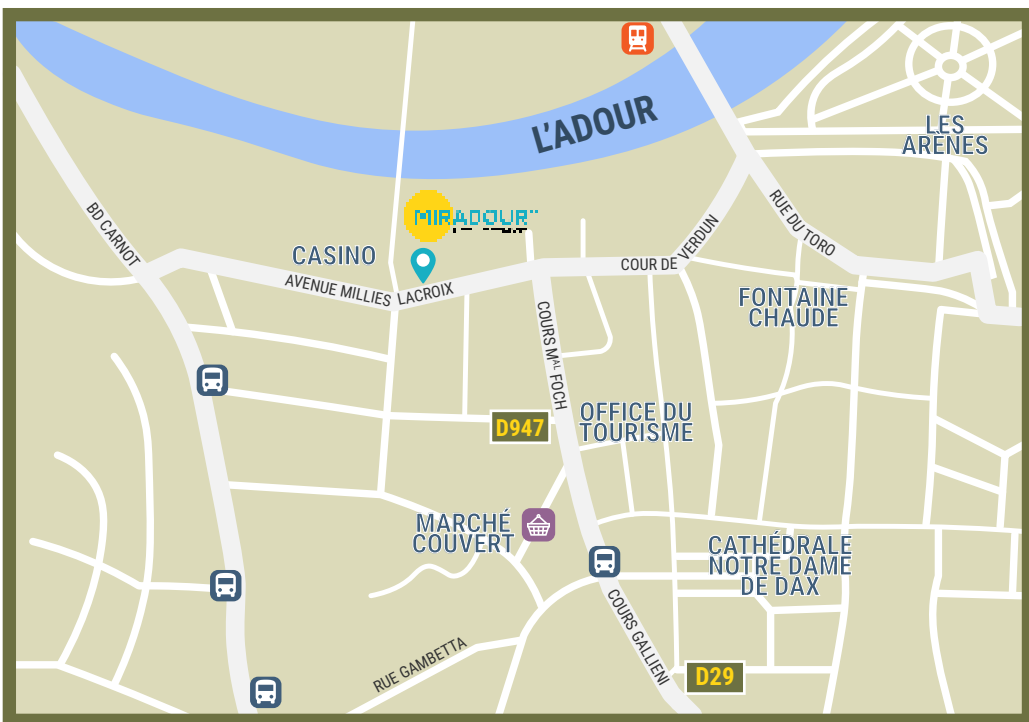 L'ADOUR
LES
ARÈNES
BD CARNOT
MIRADOUR
RUE DU TORO
CASINO
COUR DE VERDUN
AVENUE MILLIES LACROIX
FONTAINE
CHAUDE
COURS MAL FOCH
OFFICE DU
TOURISME
D947
MARCHÉ
COUVERT
CATHÉDRALE
NOTRE DAME
DE DAX
COURS GALLIENI
RUE GAMBETTA
D29